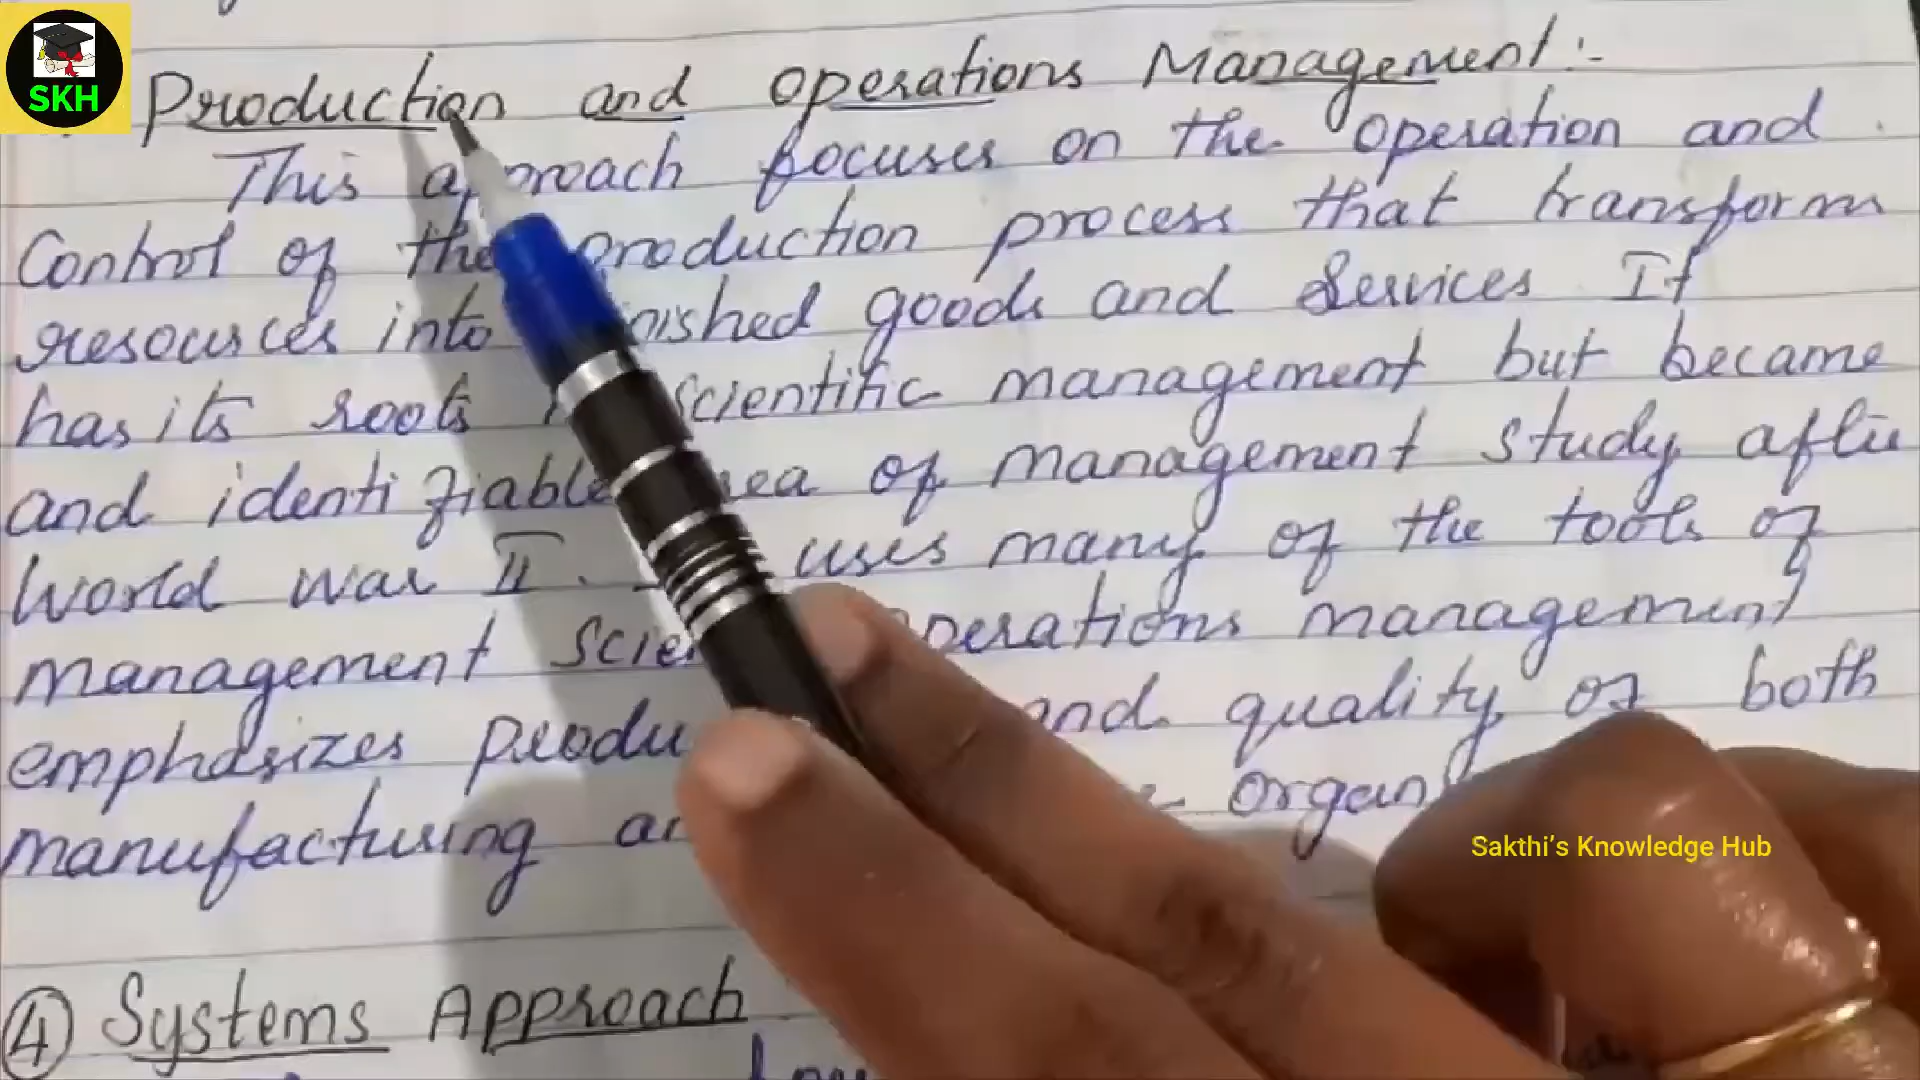 SKH
Production and Operations Management:-
This approach focuses on the operation and
Control of the production process that transform
resources into finished goods and Services It
has its roots scientific management but became
and identifiable area of management study after
World War II. uses many of the tools of
management operations management
emphasizes and quality of both
manufacturing
Sakthi's Knowledge Hub
④ Systems Approach